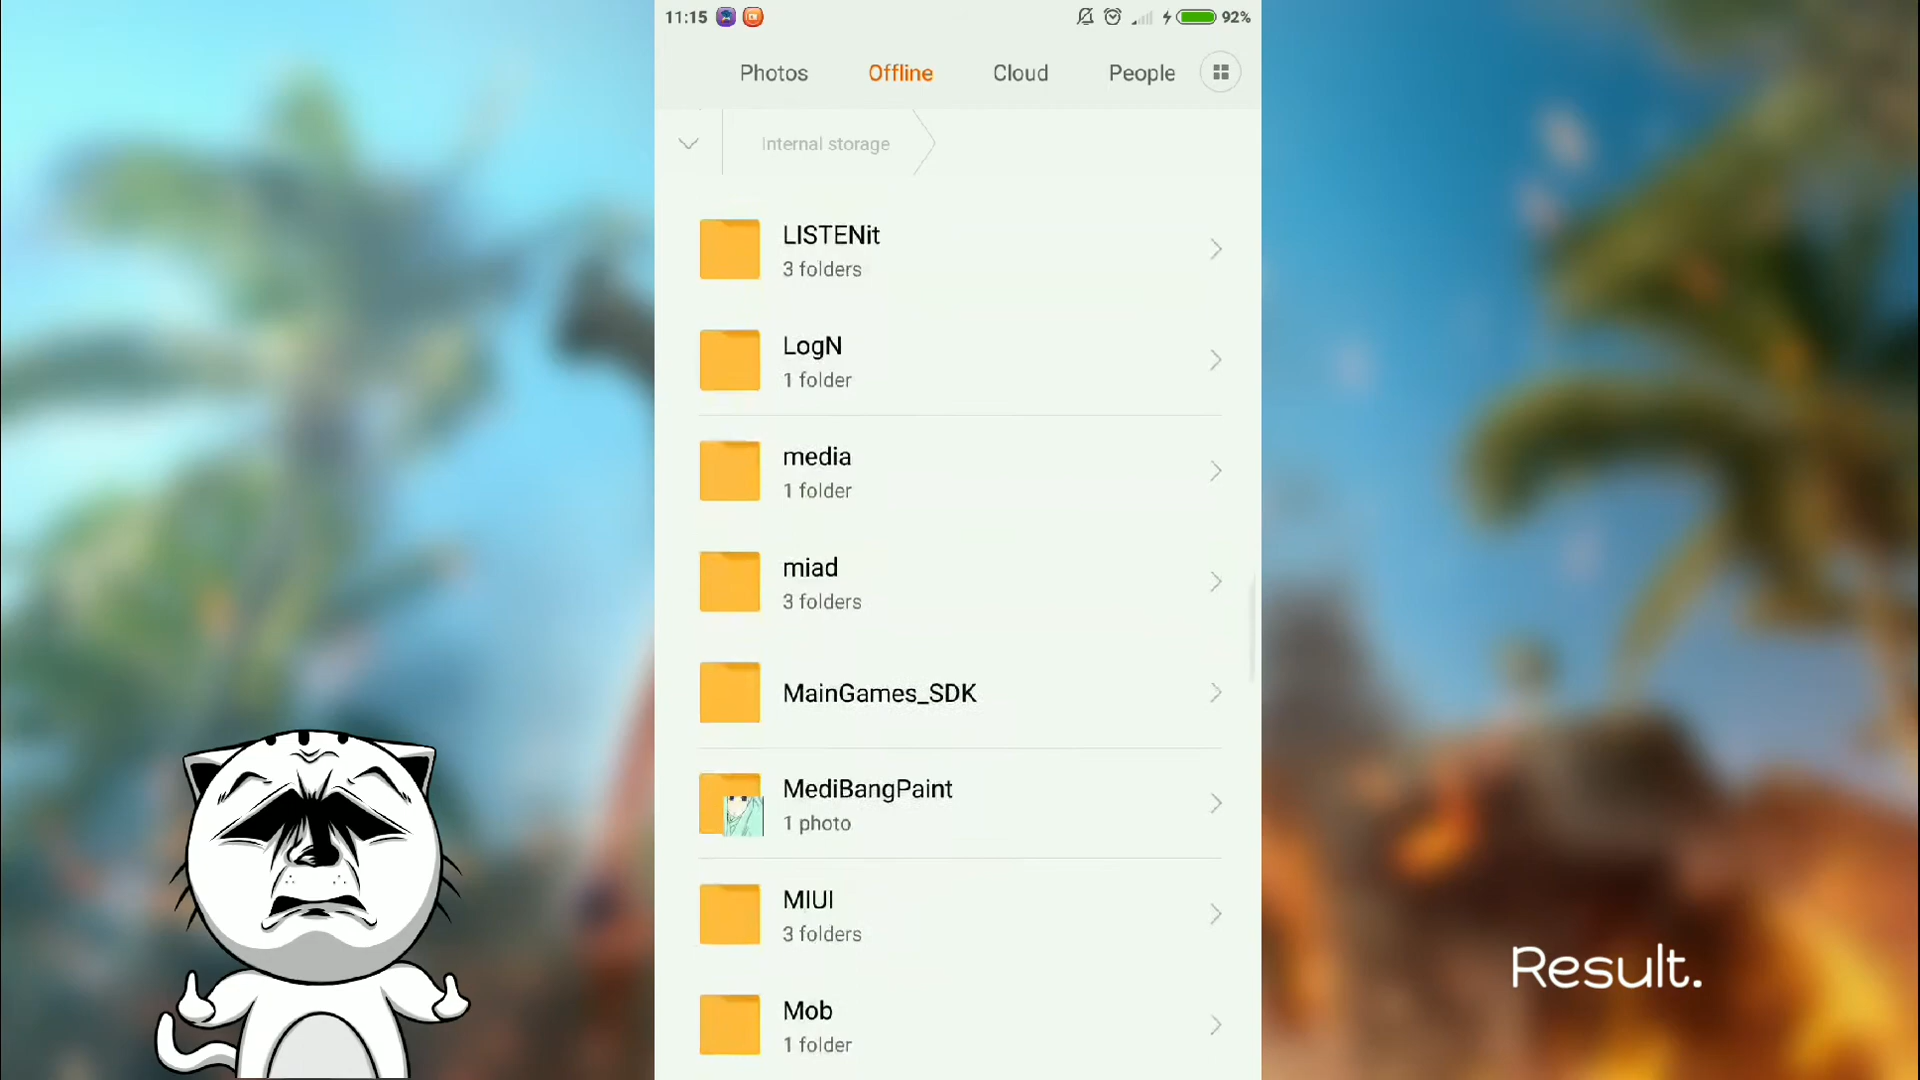 11:15
92%
Photos Offline Cloud People
Internal storage
LISTENit
3 folders
LogN
1 folder
media
1 folder
miad
3 folders
MainGames_SDK
MediBangPaint
1 photo
MIUI
3 folders
Mob
1 folder
Result.